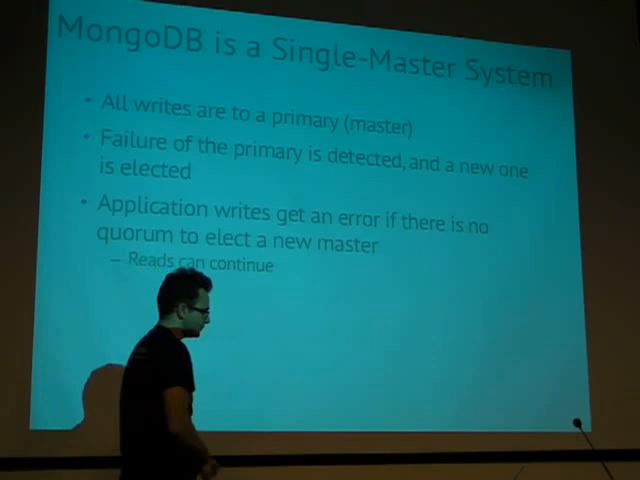 MongoDB is a Single-Master System
• All writes are to a primary (master)
• Failure of the primary is detected, and a new one
is elected
• Application writes get an error if there is no
quorum to elect a new master
– Reads can continue